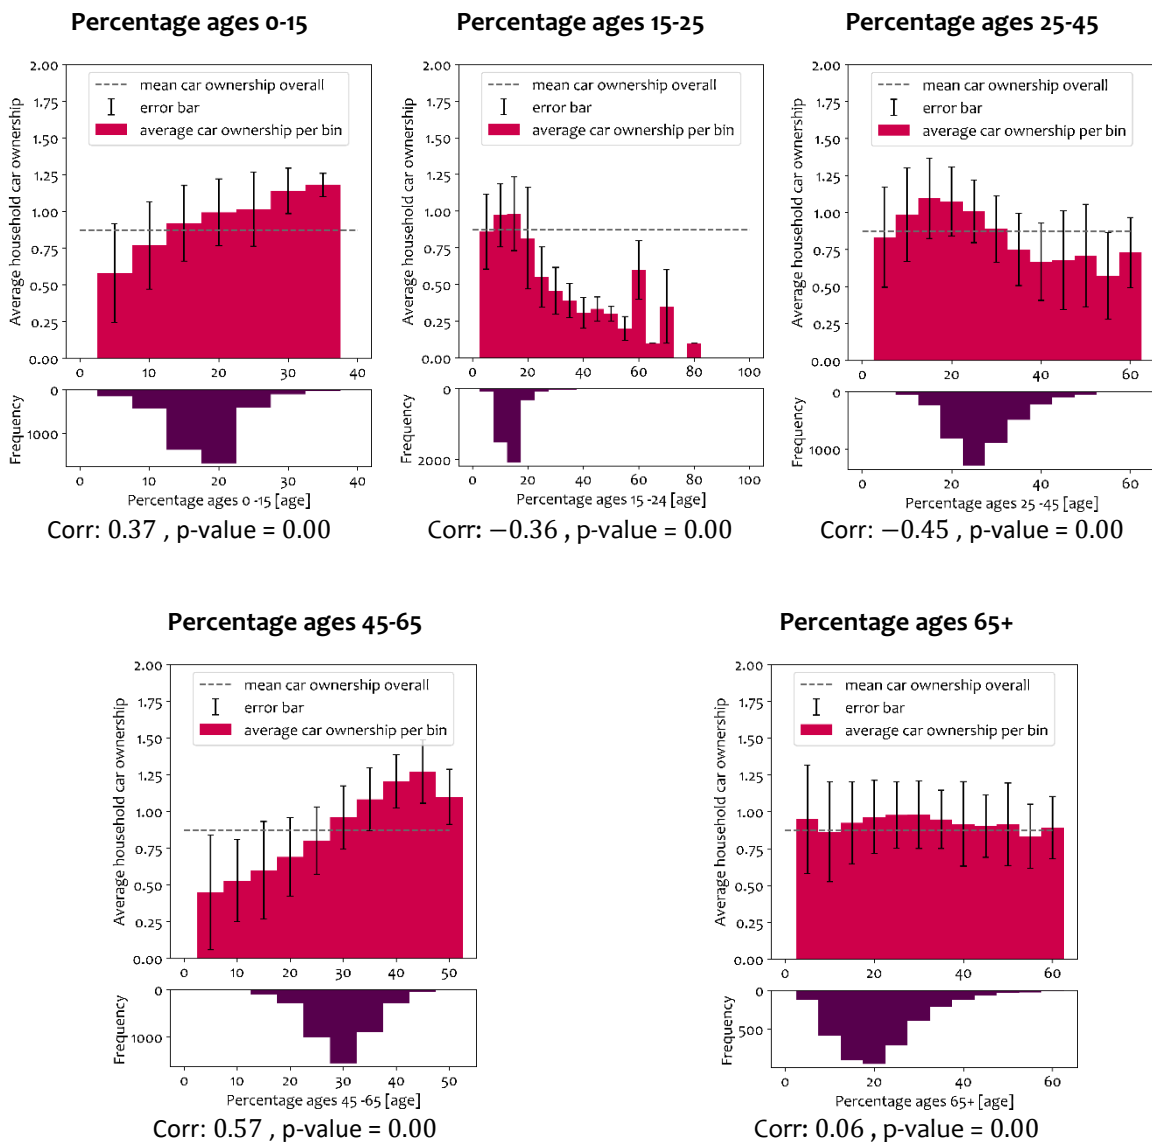 Percentage ages 0-15
2.00
1.75
1.50
1.25
1.00
0.75
0.50
0.25
0.00
Average household car ownership
mean car ownership overall
error bar
average car ownership per bin
0 10 20 30 40
0
1000
Frequency
0 10 20 30 40
Percentage ages 0 -15 [age]
Corr: 0.37 , p-value = 0.00
Percentage ages 15-25
2.00
1.75
1.50
1.25
1.00
0.75
0.50
0.25
0.00
Average household car ownership
mean car ownership overall
error bar
average car ownership per bin
0 20 40 60 80 100
0
2000
Frequency
0 20 40 60 80 100
Percentage ages 15 -24 [age]
Corr: −0.36 , p-value = 0.00
Percentage ages 25-45
2.00
1.75
1.50
1.25
1.00
0.75
0.50
0.25
0.00
Average household car ownership
mean car ownership overall
error bar
average car ownership per bin
0 20 40 60
0
1000
Frequency
0 20 40 60
Percentage ages 25 -45 [age]
Corr: −0.45 , p-value = 0.00
Percentage ages 45-65
2.00
1.75
1.50
1.25
1.00
0.75
0.50
0.25
0.00
Average household car ownership
mean car ownership overall
error bar
average car ownership per bin
0 10 20 30 40 50
0
1000
Frequency
0 10 20 30 40 50
Percentage ages 45 -65 [age]
Corr: 0.57 , p-value = 0.00
Percentage ages 65+
2.00
1.75
1.50
1.25
1.00
0.75
0.50
0.25
0.00
Average household car ownership
mean car ownership overall
error bar
average car ownership per bin
0 20 40 60
0
500
Frequency
0 20 40 60
Percentage ages 65+ [age]
Corr: 0.06 , p-value = 0.00